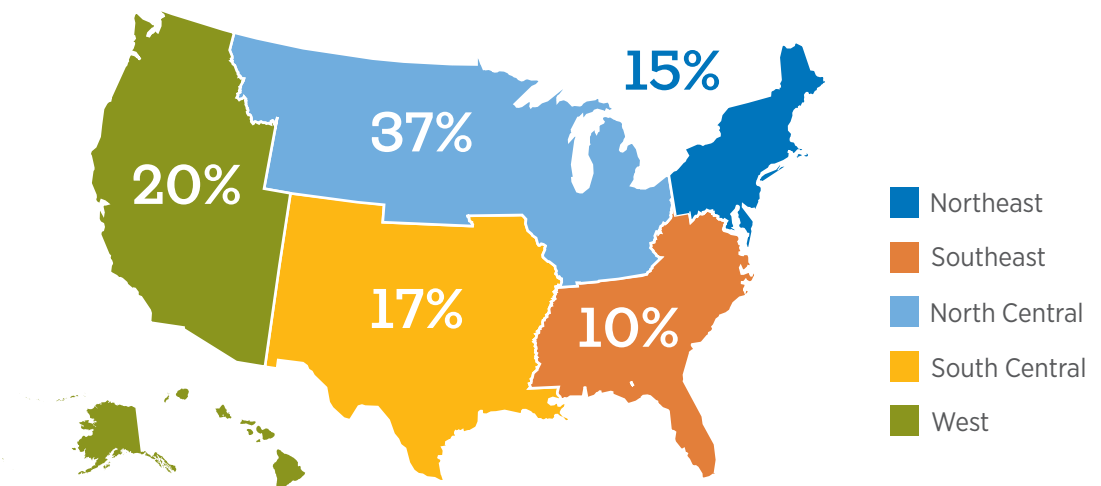 15%
37%
20%
17%
10%
Northeast
Southeast
North Central
South Central
West